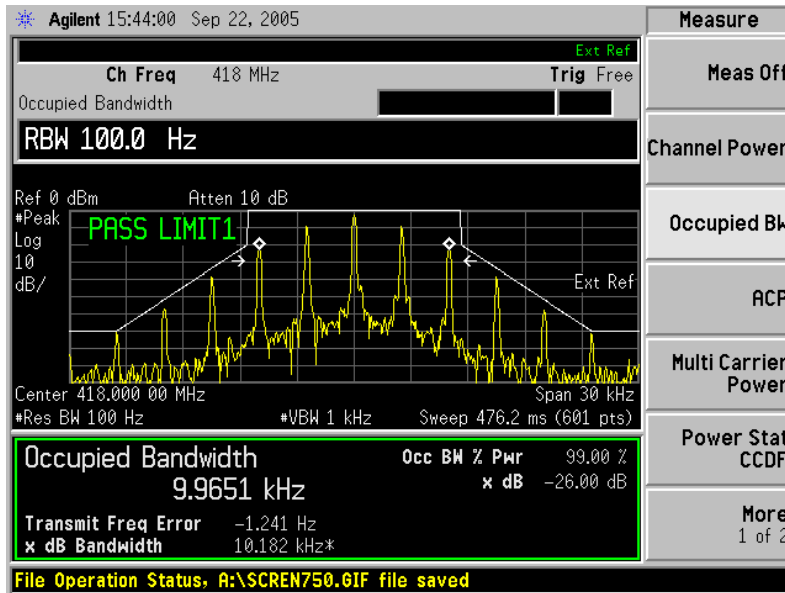 Agilent 15:44:00 Sep 22, 2005
Measure
Ext Ref
Ch Freq 418 MHz
Trig Free
Occupied Bandwidth
RBW 100.0 Hz
Ref 0 dBm Atten 10 dB
#Peak
Log
10
dB/
PASS LIMIT1
Ext Ref
Center 418.000 00 MHz Span 30 kHz
#Res BW 100 Hz #VBW 1 kHz Sweep 476.2 ms (601 pts)
Occupied Bandwidth
9.9651 kHz
Occ BW % Pwr 99.00 %
x dB -26.00 dB
Transmit Freq Error -1.241 Hz
x dB Bandwidth 10.182 kHz*
File Operation Status, A:\SCREN750.GIF file saved
Meas Off
Channel Power
Occupied BW
ACP
Multi Carrier
Power
Power Stat
CCDF
More
1 of 2